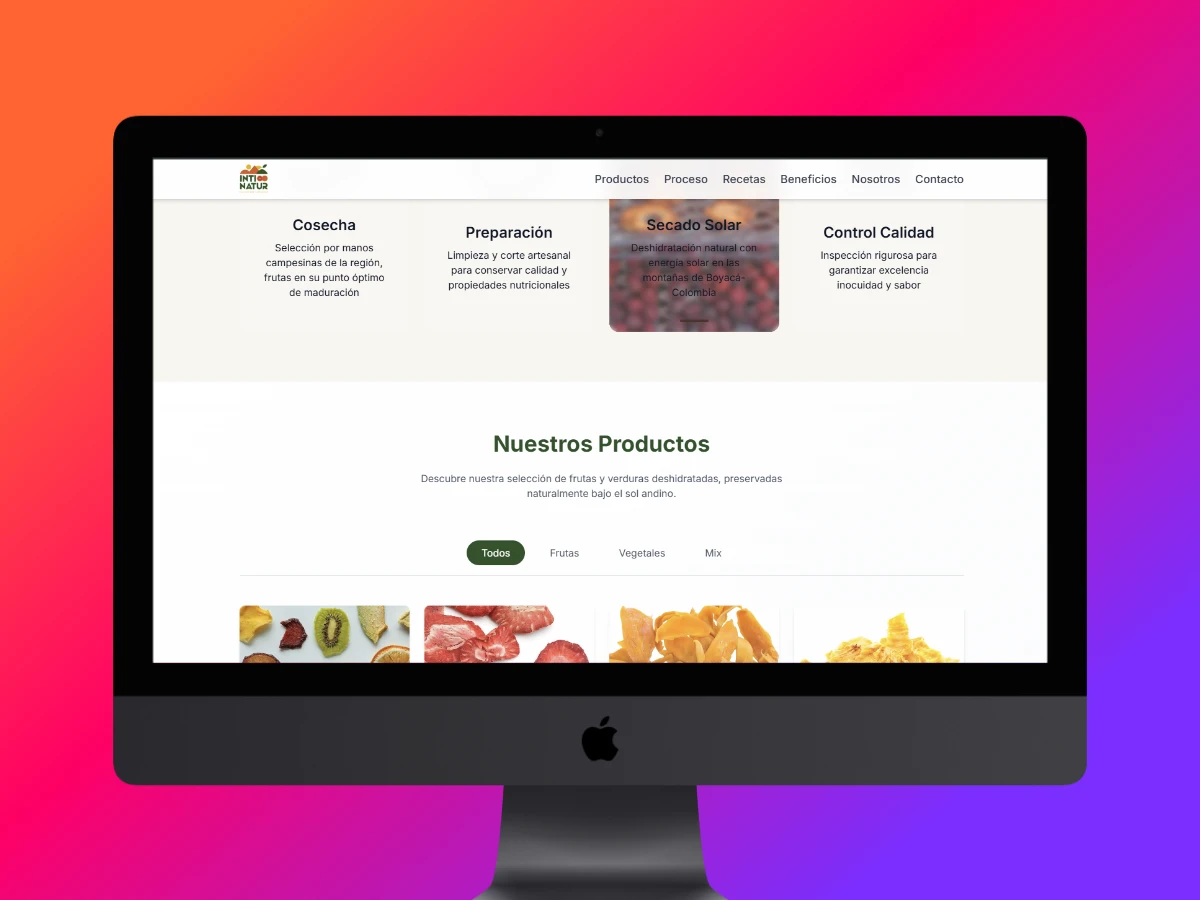 INTI
NATUR
Productos Proceso Recetas Beneficios Nosotros Contacto
Cosecha
Selección por manos
campesinas de la región,
frutas en su punto óptimo
de maduración
Preparación
Limpieza y corte artesanal
para conservar calidad y
propiedades nutricionales
Secado Solar
Deshidratación natural con
energía solar en las
montañas de Boyacá-
Colombia
Control Calidad
Inspección rigurosa para
garantizar excelencia
inocuidad y sabor
Nuestros Productos
Descubre nuestra selección de frutas y verduras deshidratadas, preservadas
naturalmente bajo el sol andino.
Todos Frutas Vegetales Mix